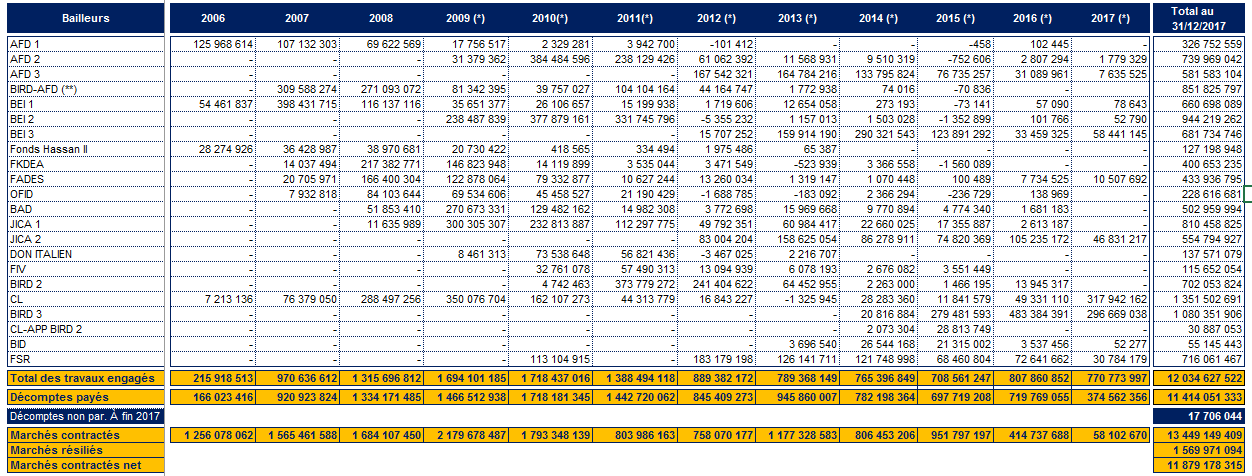 Bailleurs 2006 2007 2008 2009 (*) 2010(*) 2011(*) 2012 (*) 2013 (*) 2014 (*) 2015 (*) 2016 (*) 2017 (*) Total au 31/12/2017
AFD 1 125 968 614 107 132 303 69 622 569 17 756 517 2 329 281 3 942 700 -101 412 - - -458 102 445 - 326 752 559
AFD 2 - - - 31 379 362 384 484 596 238 129 426 61 062 392 11 568 931 9 510 319 -752 606 2 807 294 1 779 329 739 969 042
AFD 3 - - - - - - 167 542 321 164 784 216 133 795 824 76 735 257 31 089 961 7 635 525 581 583 104
BIRD-AFD (**) - 309 588 274 271 093 072 81 342 395 39 757 027 104 104 164 44 164 747 1 772 938 74 016 -70 836 - - 851 825 797
BEI 1 54 461 837 398 431 715 116 137 116 35 651 377 26 106 657 15 199 938 1 719 606 12 654 058 273 193 -73 141 57 090 78 643 660 698 089
BEI 2 - - - 238 487 839 377 879 161 331 745 796 -5 355 232 1 157 013 1 503 028 -1 352 899 101 766 52 790 944 219 262
BEI 3 - - - - - - 15 707 252 159 914 190 290 321 543 123 891 292 33 459 325 58 441 145 681 734 746
Fonds Hassan II 28 274 926 36 428 987 38 970 681 20 730 422 418 565 334 494 1 975 486 65 387 - - - - 127 198 948
FKDEA - 14 037 494 217 382 771 146 823 948 14 119 899 3 535 044 3 471 549 -523 939 3 366 558 -1 560 089 - - 400 653 235
FADES - 20 705 971 166 400 304 122 878 064 79 332 877 10 627 244 13 260 034 1 319 147 1 070 448 100 489 7 734 525 10 507 692 433 936 795
OFID - 7 932 818 84 103 644 69 534 606 45 458 527 21 190 429 -1 688 785 -183 092 2 366 294 -236 729 138 969 - 228 616 681
BAD - - 51 853 410 270 673 331 129 482 162 14 982 308 3 772 698 15 969 668 9 770 894 4 774 340 1 681 183 - 502 959 994
JICA 1 - - 11 635 989 300 305 307 232 813 887 112 297 775 49 792 351 60 984 417 22 660 025 17 355 887 2 613 187 - 810 458 825
JICA 2 - - - - - - 83 004 204 158 625 054 86 278 911 74 820 369 105 235 172 46 831 217 554 794 927
DON ITALIEN - - - 8 461 313 73 538 648 56 821 436 -3 467 025 2 216 707 - - - - 137 571 079
FIV - - - - 32 761 078 57 490 313 13 094 939 6 078 193 2 676 082 3 551 449 - - 115 652 054
BIRD 2 - - - - 4 742 463 373 779 272 241 404 622 64 452 955 2 263 000 1 466 195 13 945 317 - 702 053 824
CL 7 213 136 76 379 050 288 497 256 350 076 704 162 107 273 44 313 779 16 843 227 -1 325 945 28 283 360 11 841 579 49 331 110 317 942 162 1 351 502 691
BIRD 3 - - - - - - - - 20 816 884 279 481 593 483 384 391 296 669 038 1 080 351 906
CL-APP BIRD 2 - - - - - - - - 2 073 304 28 813 749 - - 30 887 053
BID - - - - - - - 3 696 540 26 544 168 21 315 002 3 537 456 52 277 55 145 443
FSR - - - - 113 104 915 - 183 179 198 126 141 711 121 748 998 68 460 804 72 641 662 30 784 179 716 061 467
Total des travaux engagés 215 918 513 970 636 612 1 315 696 812 1 694 101 185 1 718 437 016 1 388 494 118 889 382 172 789 368 149 765 396 849 708 561 247 807 860 852 770 773 997 12 034 627 522
Décomptes payés 166 023 416 920 923 824 1 334 171 485 1 466 512 938 1 718 181 345 1 442 720 062 845 409 273 945 860 007 782 198 364 697 719 208 719 769 055 374 562 356 11 414 051 333
Décomptes non par. À fin 2017 17 706 044
Marchés contractés 1 256 078 062 1 565 461 588 1 684 107 450 2 179 678 487 1 793 348 139 803 986 163 758 070 177 1 177 328 583 806 453 206 951 797 197 414 737 688 58 102 670 13 449 149 409
Marchés résiliés 1 569 971 094
Marchés contractés net 11 879 178 315